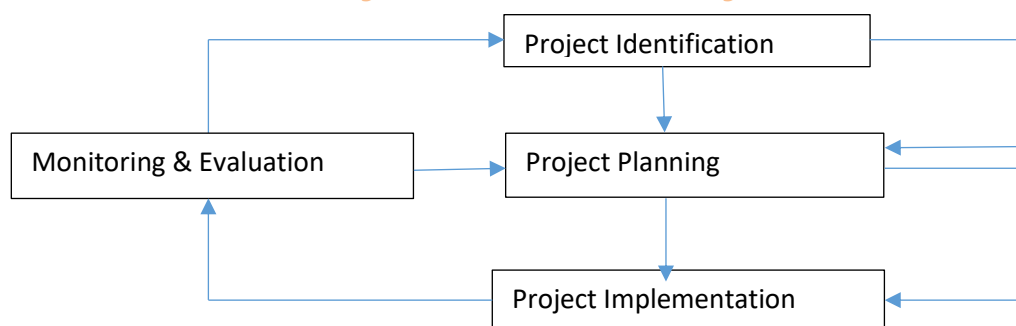 Project Identification
Monitoring & Evaluation
Project Planning
Project Implementation